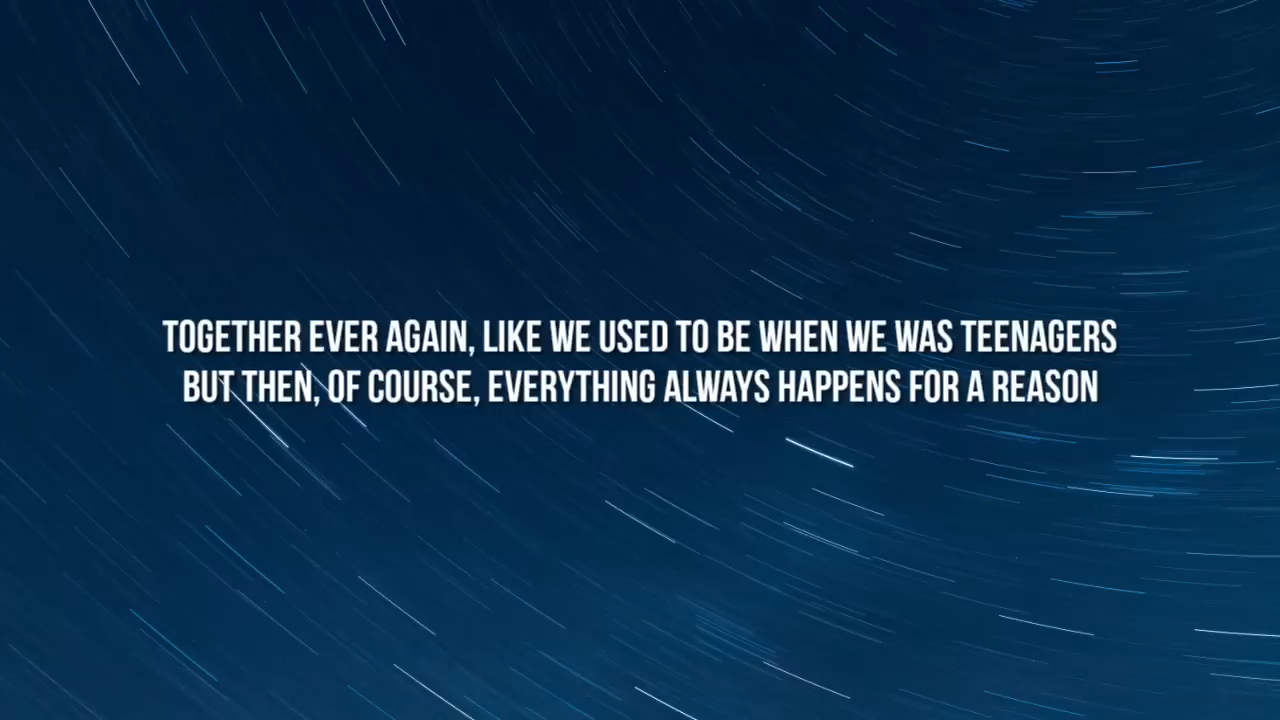 TOGETHER EVER AGAIN, LIKE WE USED TO BE WHEN WE WAS TEENAGERS
BUT THEN, OF COURSE, EVERYTHING ALWAYS HAPPENS FOR A REASON